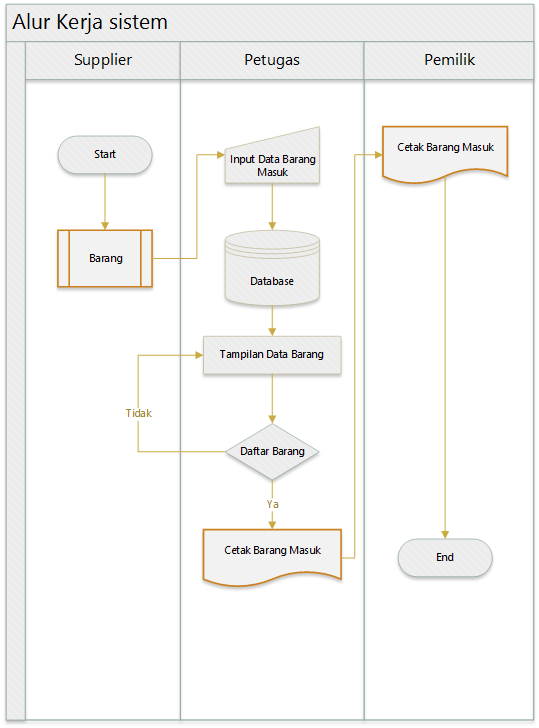 Alur Kerja sistem
Supplier
Petugas
Pemilik
Start
Barang
Input Data Barang
Masuk
Database
Tampilan Data Barang
Tidak
Daftar Barang
Ya
Cetak Barang Masuk
Cetak Barang Masuk
End